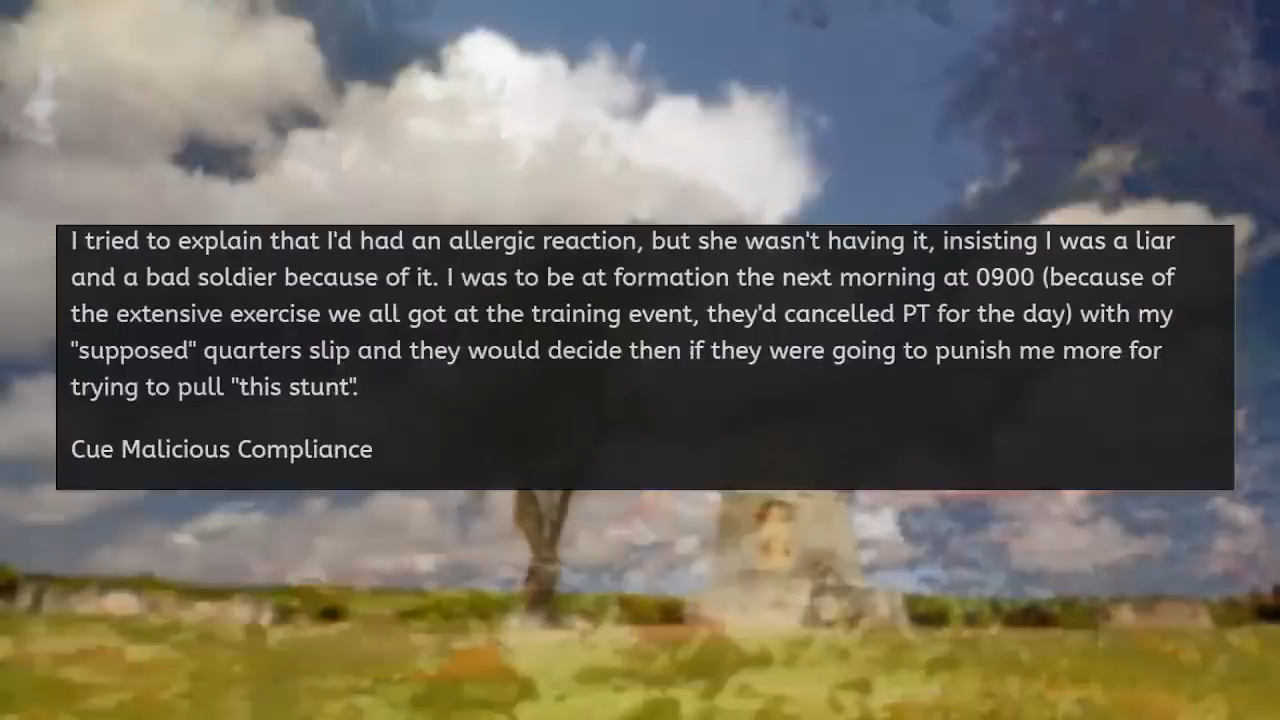 I tried to explain that I'd had an allergic reaction, but she wasn't having it, insisting I was a liar
and a bad soldier because of it. I was to be at formation the next morning at 0900 (because of
the extensive exercise we all got at the training event, they'd cancelled PT for the day) with my
"supposed" quarters slip and they would decide then if they were going to punish me more for
trying to pull "this stunt".
Cue Malicious Compliance